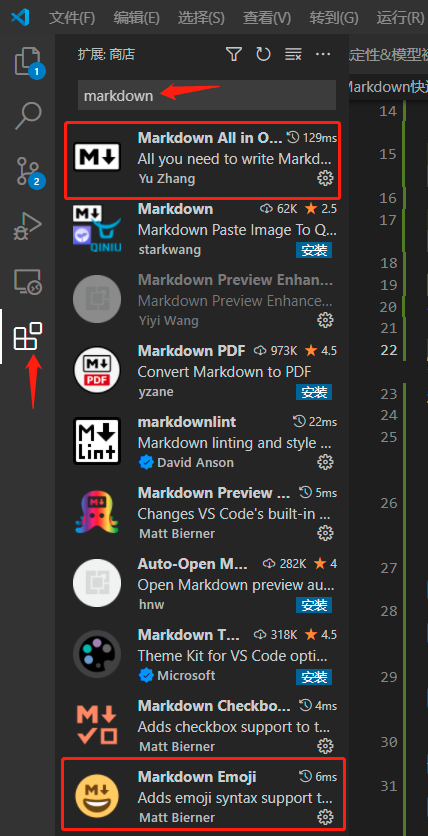 文件(F) 编辑(E) 选择(S) 查看(V) 转到(G) 运行(R)
扩展: 商店
定性&模型
markdown
Markdown快
1
2
Markdown All in O... 129ms
All you need to write Markd...
Yu Zhang
M
Markdown 62K 2.5
Markdown Paste Image To Q...
starkwang 安装
M
QINIU
Markdown Preview Enhan...
Markdown Preview Enhance...
Yiyi Wang
Markdown PDF 973K 4.5
Convert Markdown to PDF
yzane 安装
M
PDF
markdownlint 22ms
Markdown linting and style ...
David Anson
M
lint
Markdown Preview ... 5ms
Changes VS Code's built-in ...
Matt Bierner
M
Auto-Open M... 282K 4
Open Markdown preview au...
hnw 安装
Markdown T... 318K 4.5
Theme Kit for VS Code opti...
Microsoft 安装
Markdown Checkbo... 4ms
Adds checkbox support to t...
Matt Bierner
M
Markdown Emoji 6ms
Adds emoji syntax support t...
Matt Bierner
M
14
15
16
17
18
19
20
21
22
23
24
25
26
27
28
29
30
31